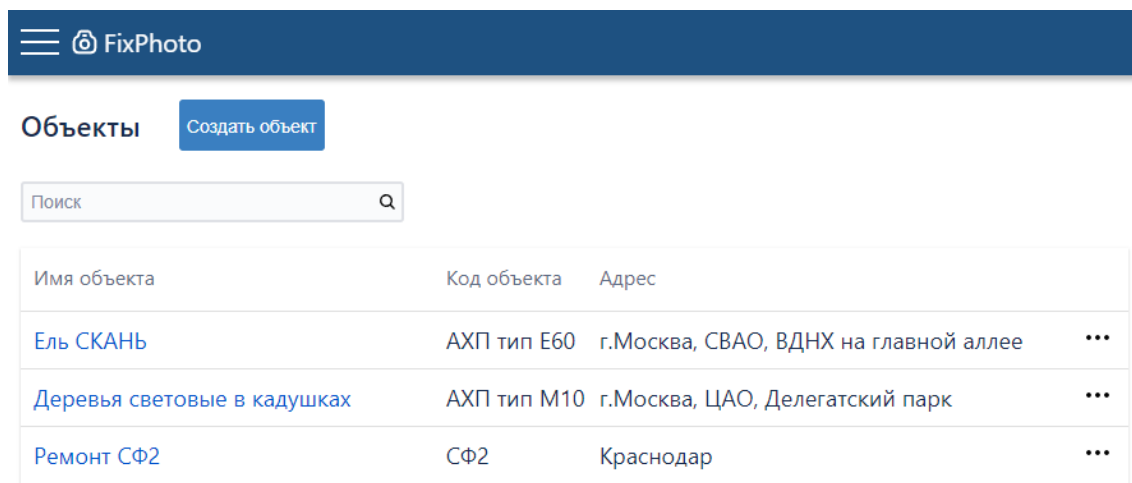 FixPhoto
Объекты Создать объект
Поиск
Имя объекта Код объекта Адрес
Ель СКАНЬ АХП тип Е60 г.Москва, СВАО, ВДНХ на главной аллее
Деревья световые в кадушках АХП тип М10 г.Москва, ЦАО, Делегатский парк
Ремонт СФ2 СФ2 Краснодар